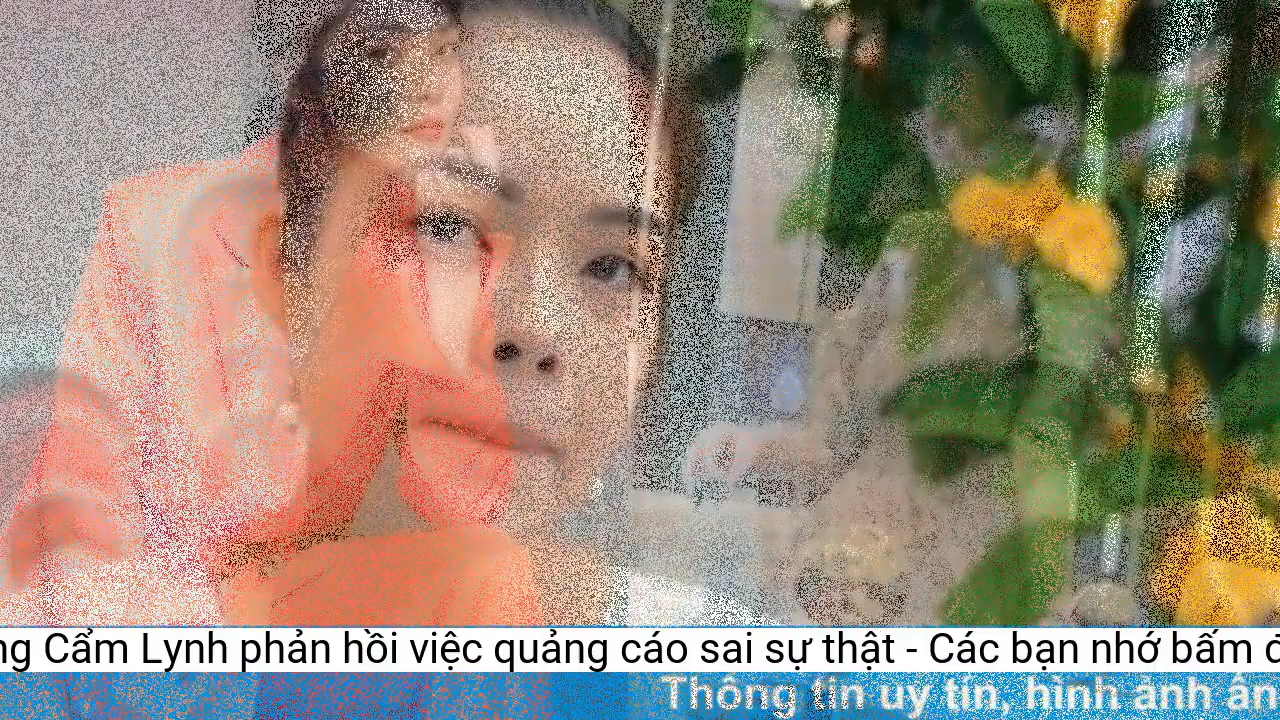 ng Cẩm Lynh phản hồi việc quảng cáo sai sự thật - Các bạn nhớ bấm đ
Thông tin uy tín, hình ảnh ấn